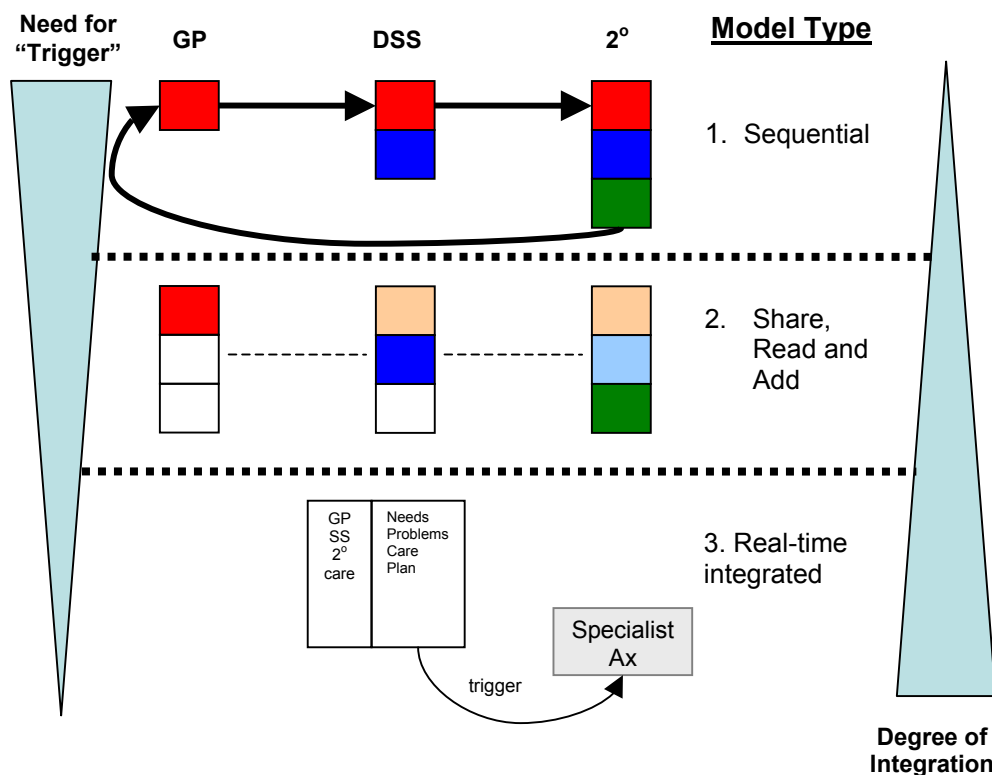 Need for
“Trigger”
GP
DSS
2°
Model Type
1. Sequential
2. Share,
Read and
Add
GP
SS
2°
care
Needs
Problems
Care
Plan
3. Real-time
integrated
Specialist
Ax
trigger
Degree of
Integration